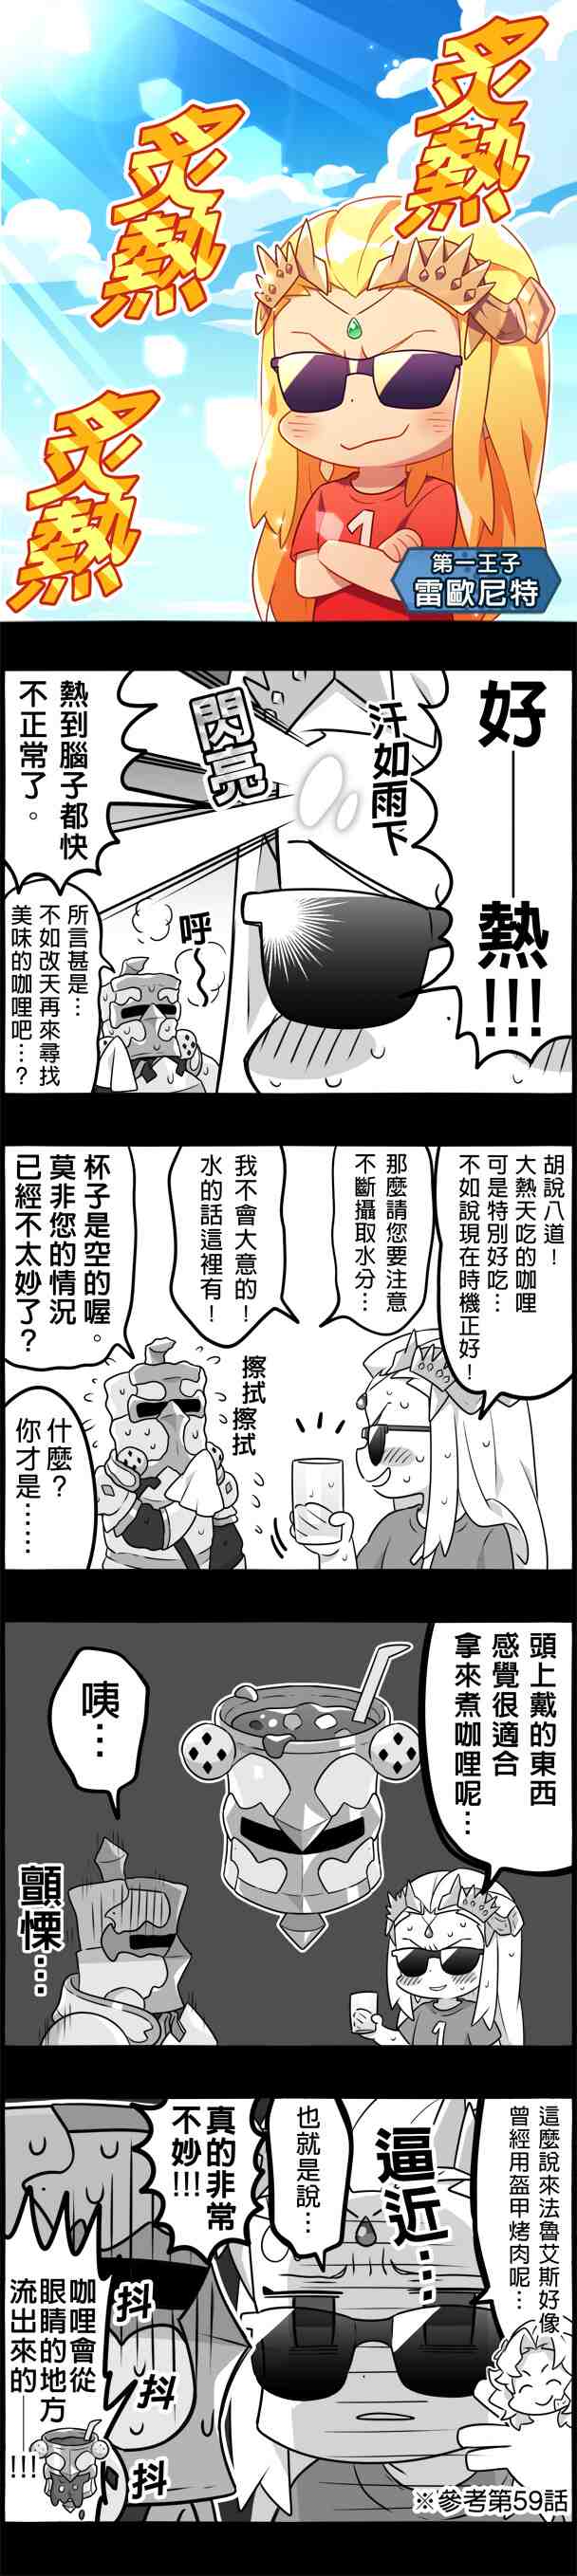 炙熱
炙熱
炙熱
第一王子
雷歐尼特
好——熱!!!
汗如雨下
閃亮
熱到腦子都快
不正常了。
呼~
所言甚是…
不如改天再來尋找
美味的咖哩吧…?
胡說八道!
大熱天吃的咖哩
可是特別好吃…
不如說現在時機正好!
那麼請您要注意
不斷攝取水分…
我不會大意的!
水的話這裡有!
擦拭擦拭
杯子是空的喔。
莫非您的情況
已經不太妙了?
什麼?
你才是……
頭上戴的東西
感覺很適合
拿來煮咖哩呢…
1
咦…
顫慄…
這麼說來法魯艾斯好像
曾經用盔甲烤肉呢…
※參考第59話
逼近…
也就是說…
真的非常
不妙!!!
抖
抖
抖
咖哩會從
眼睛的地方
流出來的——!!!